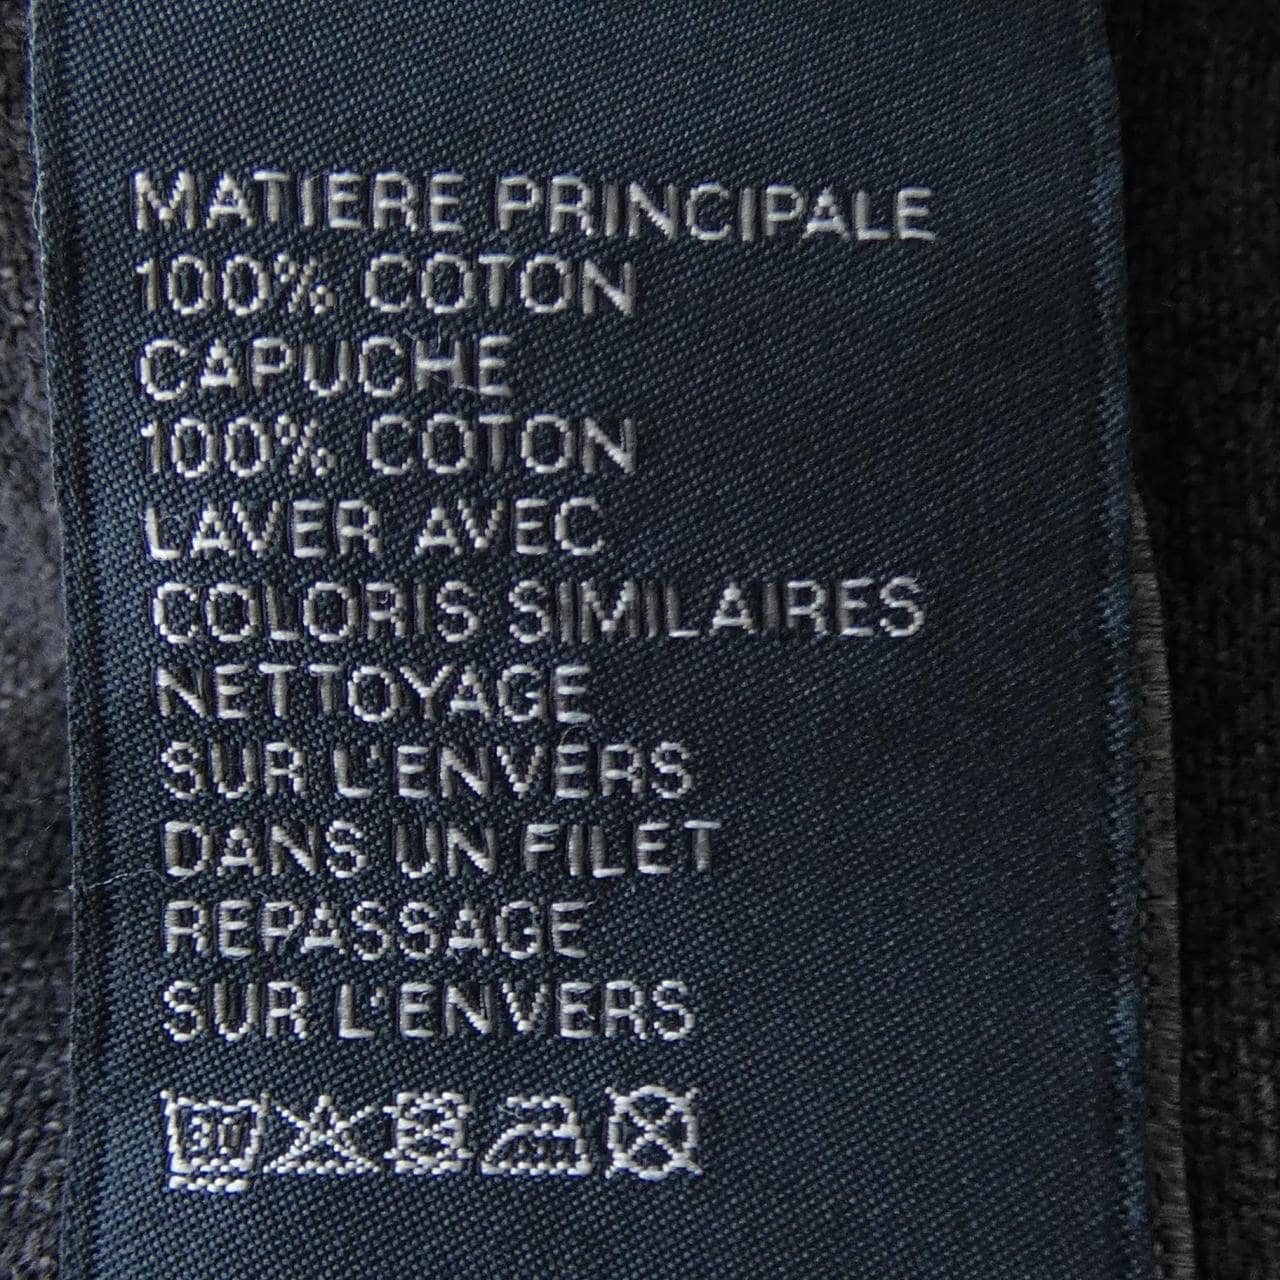 MATIERE PRINCIPALE
100% COTON
CAPUCHE
100% COTON
LAVER AVEC
COLORIS SIMILAIRES
NETTOYAGE
SUR L'ENVERS
DANS UN FILET
REPASSAGE
SUR L'ENVERS
30